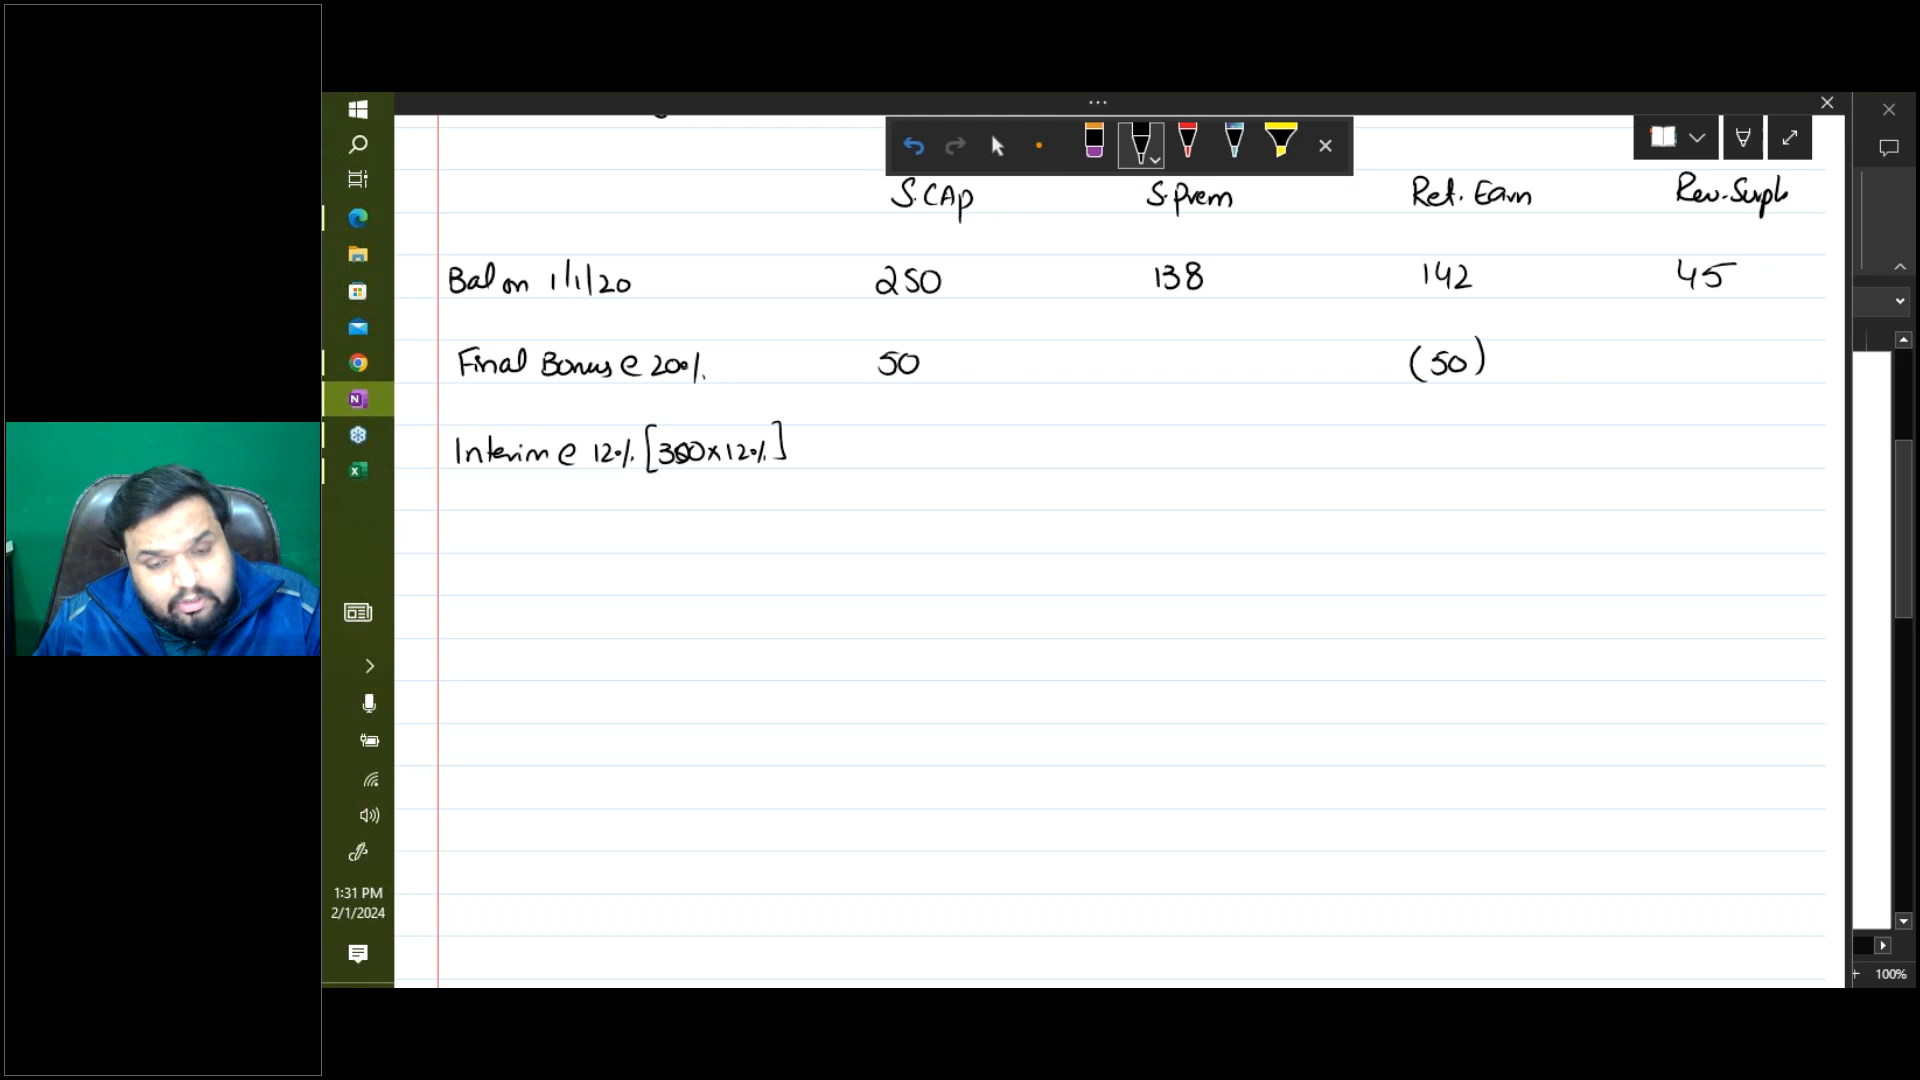 S.CAp S.prem Ret. Earn Rev.Surpls
Bal on 1/1/20 250 138 142 45
Final Bonus @ 20% 50 (50)
Interim @ 12% [300x12%]
1:31 PM
2/1/2024
100%